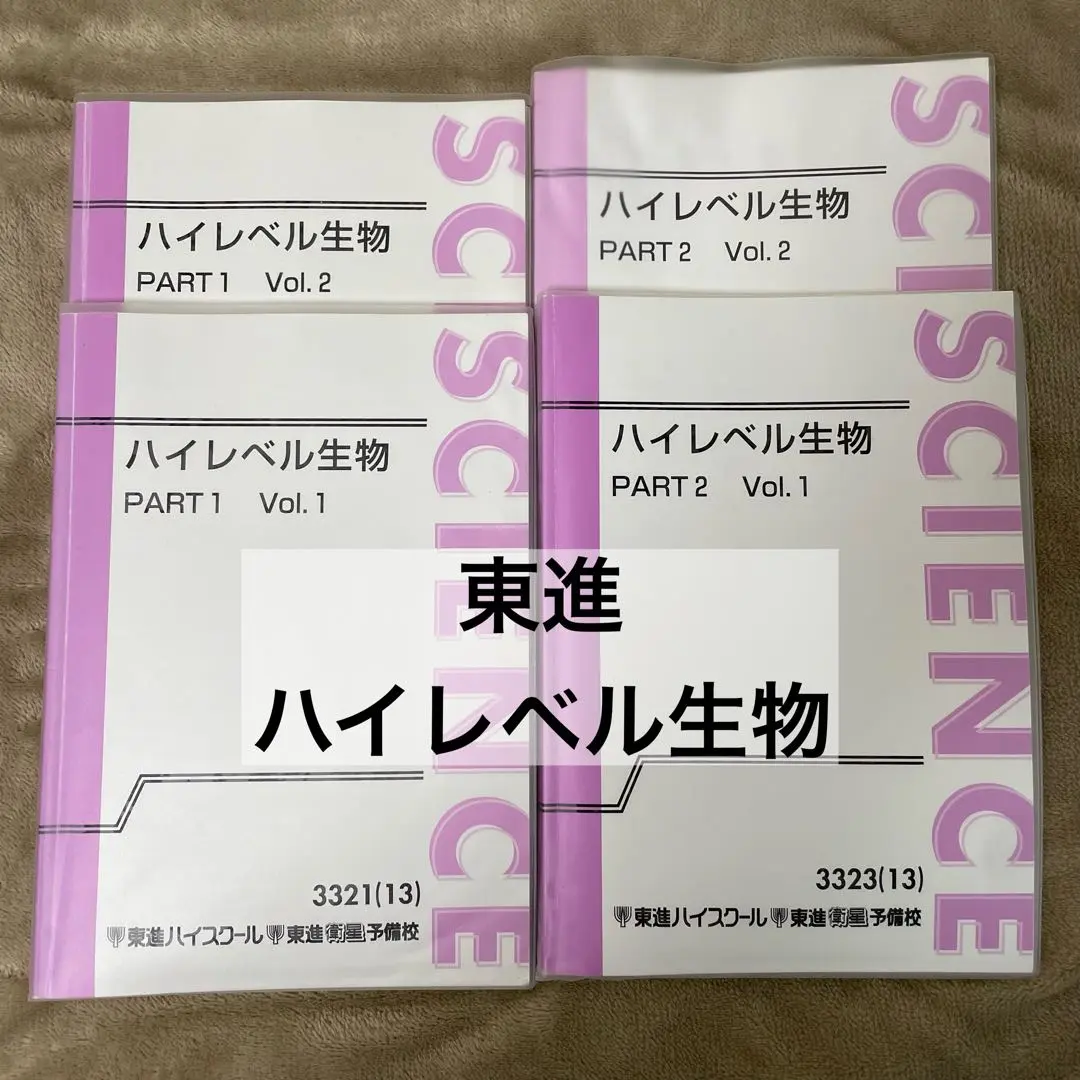 ハイレベル生物
PART 1 Vol. 2
SCI
ハイレベル生物
PART 2 Vol. 2
SCI
ハイレベル生物
PART 1 Vol. 1
SCIENCE
3321(13)
東進ハイスクール 東進衛星予備校
ハイレベル生物
PART 2 Vol. 1
SCIENCE
3323(13)
東進ハイスクール 東進衛星予備校
東進
ハイレベル生物